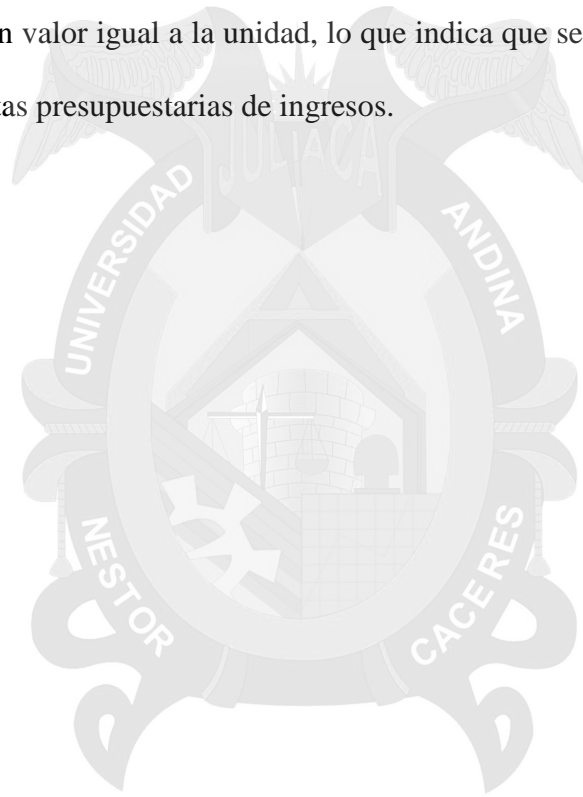 n valor igual a la unidad, lo que indica que se
tas presupuestarias de ingresos.
JULIACA
UNIVERSIDAD
ANDINA
NESTOR
CACERES